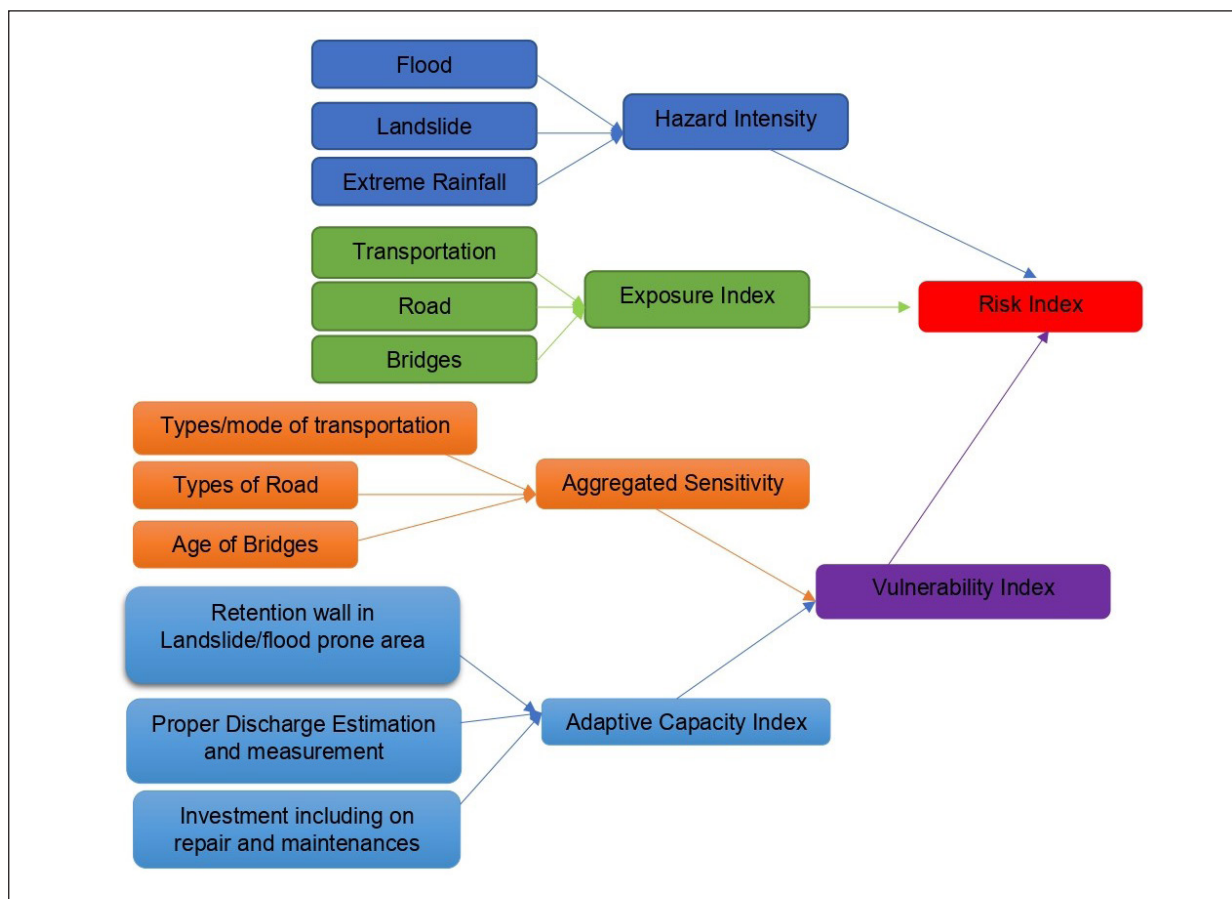 Flood
Landslide
Extreme Rainfall
Hazard Intensity
Transportation
Road
Bridges
Exposure Index
Risk Index
Types/mode of transportation
Types of Road
Age of Bridges
Aggregated Sensitivity
Vulnerability Index
Retention wall in
Landslide/flood prone area
Proper Discharge Estimation
and measurement
Investment including on
repair and maintenances
Adaptive Capacity Index